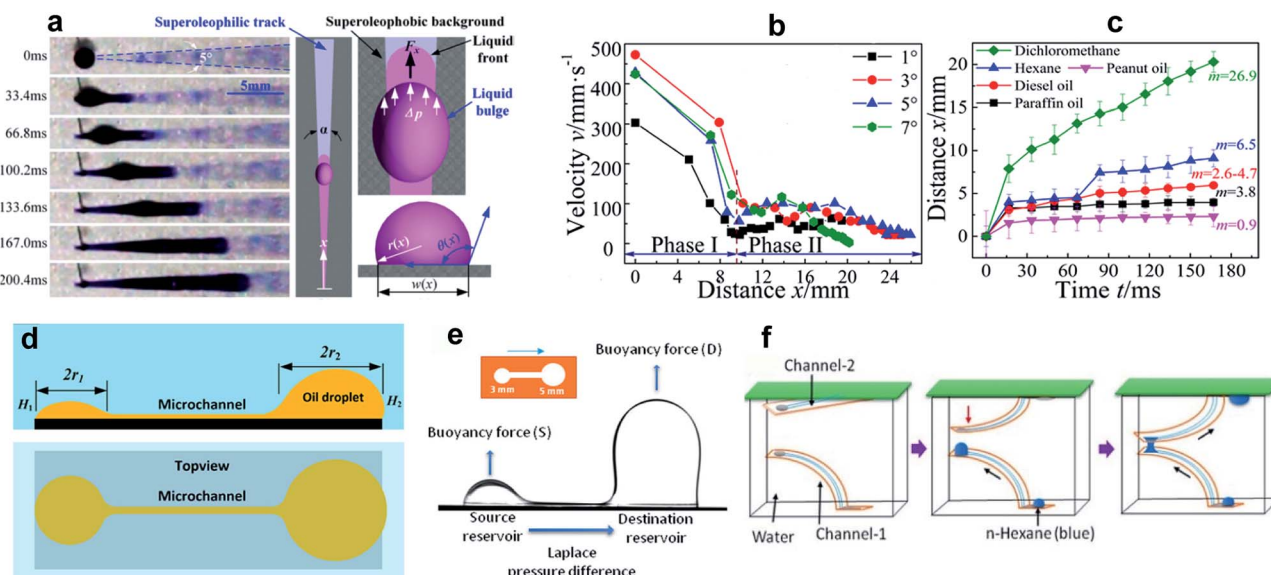 a
0ms
33.4ms
66.8ms
100.2ms
133.6ms
167.0ms
200.4ms
5°
5mm
Superoleophilic track
Superoleophobic background
α
x
Fx
Liquid
front
Liquid
bulge
Δp
r(x)
θ(x)
w(x)
b
Velocity v/mm·s⁻¹
500
400
300
200
100
0
1°
3°
5°
7°
Phase I
Phase II
0 4 8 12 16 20 24
Distance x/mm
c
Distance x/mm
20
15
10
5
0
Dichloromethane
Hexane
Peanut oil
Diesel oil
Paraffin oil
m=26.9
m=6.5
m=2.6-4.7
m=3.8
m=0.9
0 30 60 90 120 150 180
Time t/ms
d
2r1
2r2
H1
Microchannel
Oil droplet
H2
Topview
Microchannel
e
3 mm
5 mm
Buoyancy force (D)
Buoyancy force (S)
Source
reservoir
Destination
reservoir
Laplace
pressure difference
f
Channel-2
Water
Channel-1
n-Hexane (blue)